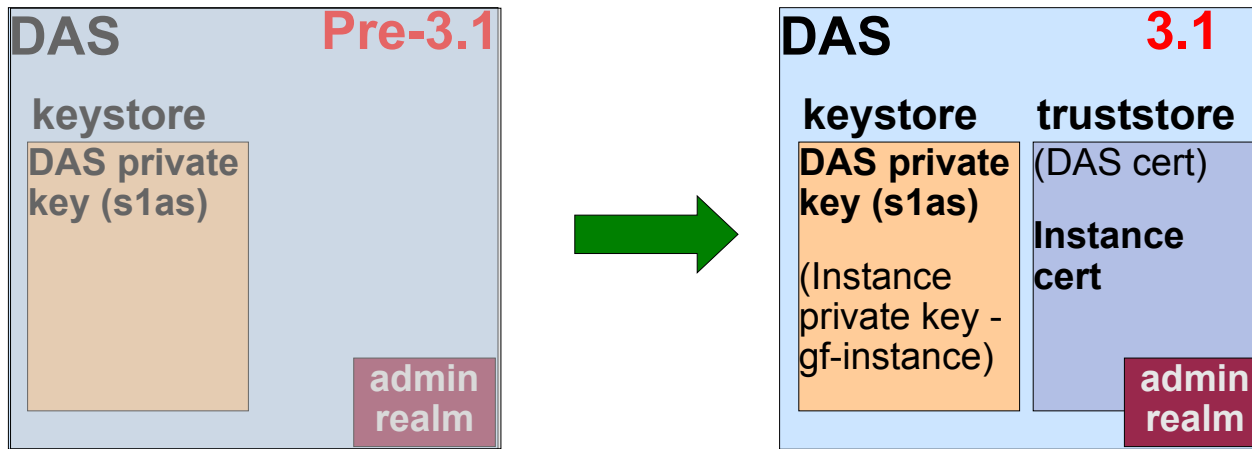 DAS Pre-3.1
keystore
DAS private
key (s1as)
admin
realm
DAS 3.1
keystore
DAS private
key (s1as)
(Instance
private key -
gf-instance)
truststore
(DAS cert)
Instance
cert
admin
realm